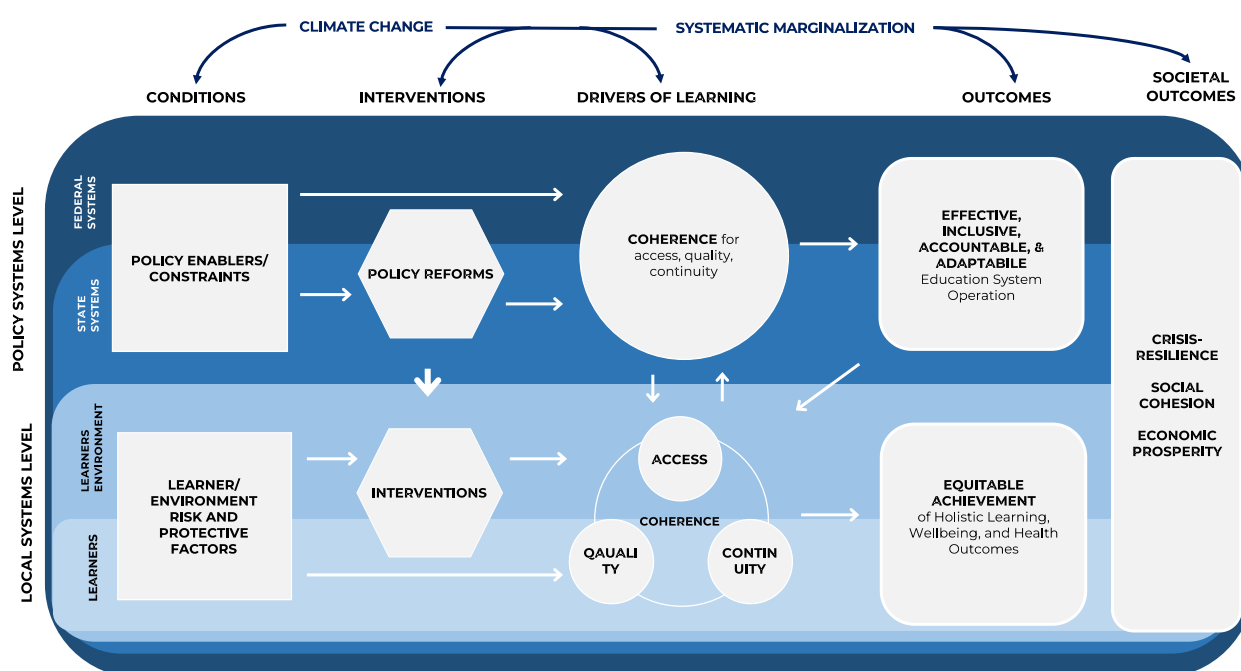 CLIMATE CHANGE
SYSTEMATIC MARGINALIZATION
CONDITIONS
INTERVENTIONS
DRIVERS OF LEARNING
OUTCOMES
SOCIETAL
OUTCOMES
POLICY SYSTEMS LEVEL
FEDERAL
SYSTEMS
STATE
SYSTEMS
POLICY ENABLERS/
CONSTRAINTS
POLICY REFORMS
COHERENCE for
access, quality,
continuity
EFFECTIVE,
INCLUSIVE,
ACCOUNTABLE, &
ADAPTABLE
Education System
Operation
CRISIS-
RESILIENCE
SOCIAL
COHESION
ECONOMIC
PROSPERITY
LOCAL SYSTEMS LEVEL
LEARNERS
ENVIRONMENT
LEARNERS
LEARNER/
ENVIRONMENT
RISK AND
PROTECTIVE
FACTORS
INTERVENTIONS
ACCESS
COHERENCE
QAUALI
TY
CONTIN
UITY
EQUITABLE
ACHIEVEMENT
of Holistic Learning,
Wellbeing, and Health
Outcomes